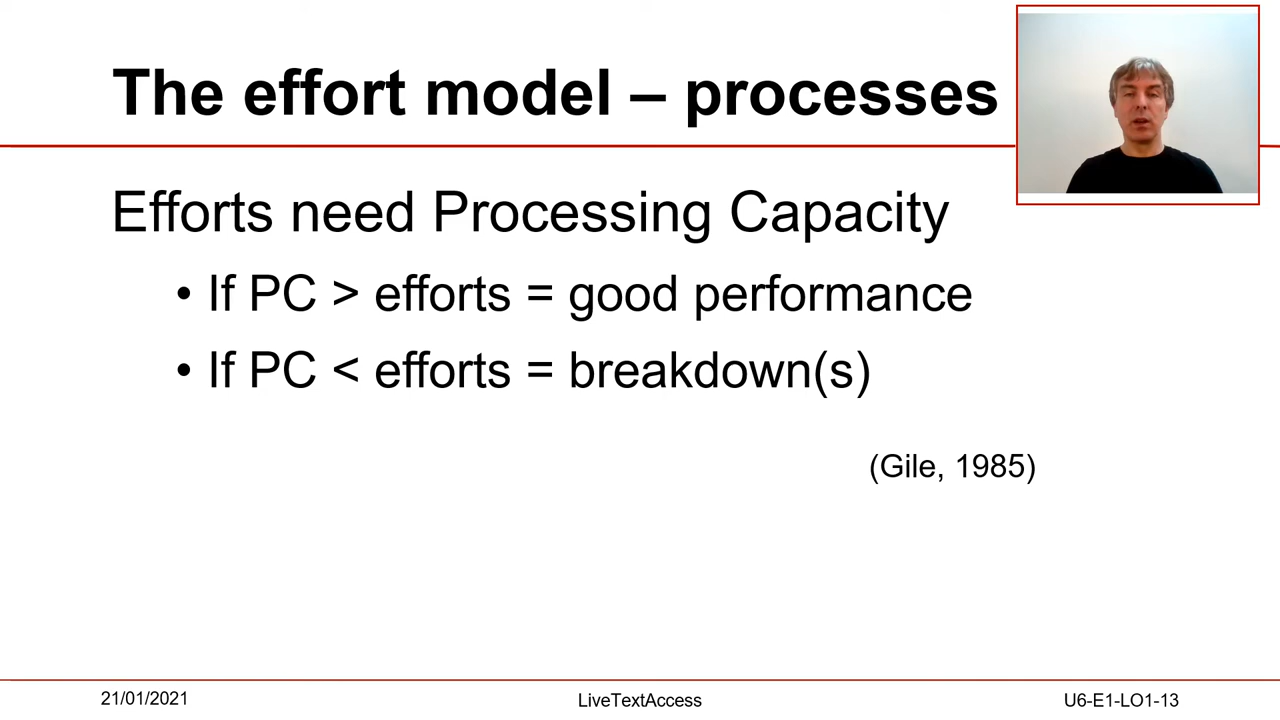 The effort model – processes
Efforts need Processing Capacity
• If PC > efforts = good performance
• If PC < efforts = breakdown(s)
(Gile, 1985)
21/01/2021
LiveTextAccess
U6-E1-LO1-13